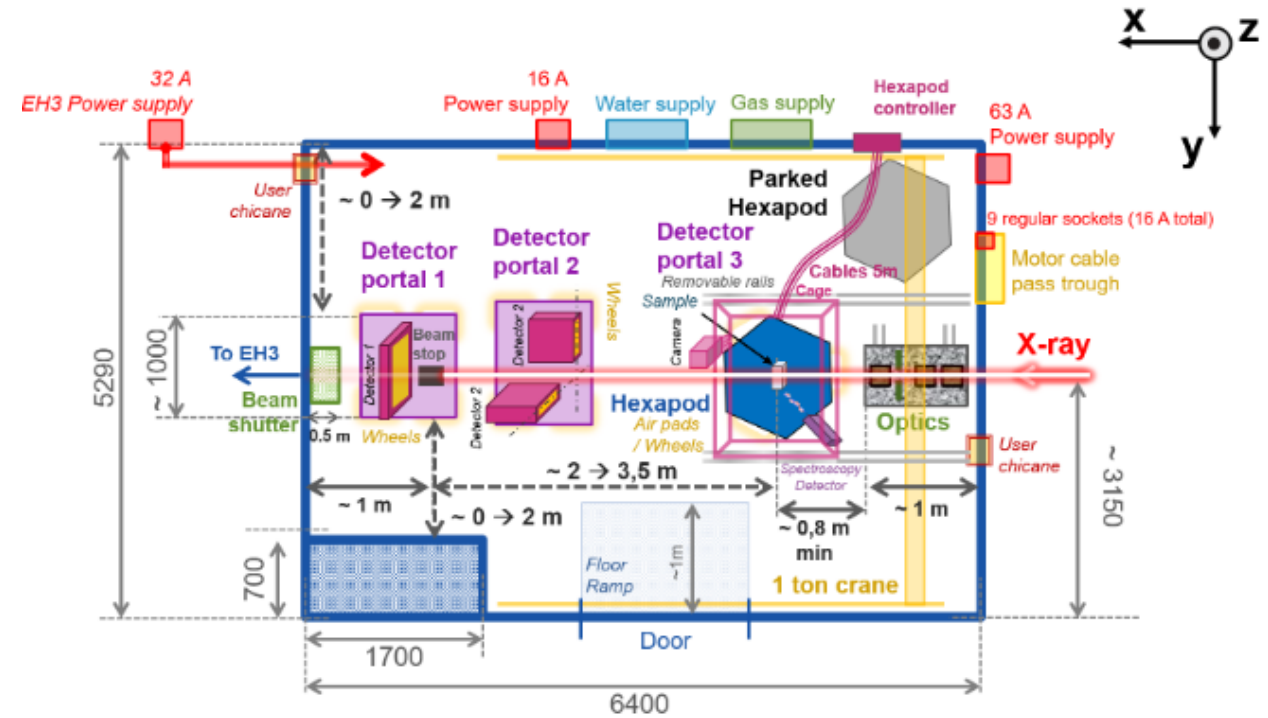 x
z
y
32 A
EH3 Power supply
16 A
Power supply
Water supply
Gas supply
Hexapod
controller
63 A
Power supply
User
chicane
~ 0 → 2 m
Parked
Hexapod
9 regular sockets (16 A total)
Motor cable
pass trough
Detector
portal 1
Detector
portal 2
Detector
portal 3
Removable rails
Cables 5m
Cage
Sample
Wheels
Camera
5290
~ 1000
To EH3
Beam
shutter
0.5 m
Detector 1
Beam
stop
Detector 2
Detector 2
Wheels
Hexapod
Air pads
/ Wheels
X-ray
Optics
User
chicane
Spectroscopy
Detector
~ 2 → 3,5 m
~ 1 m
~ 0 → 2 m
~ 0,8 m
min
~ 1 m
~ 3150
700
Floor
Ramp
~1m
1 ton crane
Door
1700
6400